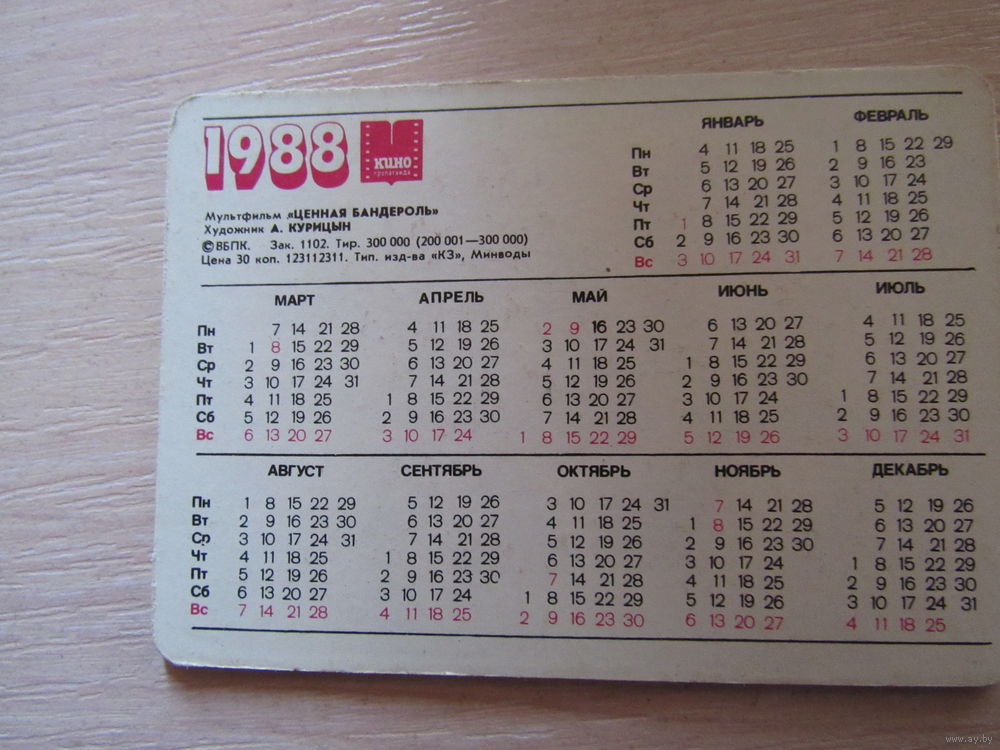 1988
КИНО
пропаганда
Мультфильм «ЦЕННАЯ БАНДЕРОЛЬ»
Художник А. КУРИЦЫН
©ВБПК. Зак. 1102. Тир. 300 000 (200 001—300 000)
Цена 30 коп. 123112311. Тип. изд-ва «КЗ», Минводы
ЯНВАРЬ ФЕВРАЛЬ
Пн 4 11 18 25 1 8 15 22 29
Вт 5 12 19 26 2 9 16 23
Ср 6 13 20 27 3 10 17 24
Чт 7 14 21 28 4 11 18 25
Пт 1 8 15 22 29 5 12 19 26
Сб 2 9 16 23 30 6 13 20 27
Вс 3 10 17 24 31 7 14 21 28
МАРТ АПРЕЛЬ МАЙ ИЮНЬ ИЮЛЬ
Пн 7 14 21 28 4 11 18 25 2 9 16 23 30 6 13 20 27 4 11 18 25
Вт 1 8 15 22 29 5 12 19 26 3 10 17 24 31 7 14 21 28 5 12 19 26
Ср 2 9 16 23 30 6 13 20 27 4 11 18 25 1 8 15 22 29 6 13 20 27
Чт 3 10 17 24 31 7 14 21 28 5 12 19 26 2 9 16 23 30 7 14 21 28
Пт 4 11 18 25 1 8 15 22 29 6 13 20 27 3 10 17 24 1 8 15 22 29
Сб 5 12 19 26 2 9 16 23 30 7 14 21 28 4 11 18 25 2 9 16 23 30
Вс 6 13 20 27 3 10 17 24 1 8 15 22 29 5 12 19 26 3 10 17 24 31
АВГУСТ СЕНТЯБРЬ ОКТЯБРЬ НОЯБРЬ ДЕКАБРЬ
Пн 1 8 15 22 29 5 12 19 26 3 10 17 24 31 7 14 21 28 5 12 19 26
Вт 2 9 16 23 30 6 13 20 27 4 11 18 25 1 8 15 22 29 6 13 20 27
Ср 3 10 17 24 31 7 14 21 28 5 12 19 26 2 9 16 23 30 7 14 21 28
Чт 4 11 18 25 1 8 15 22 29 6 13 20 27 3 10 17 24 1 8 15 22 29
Пт 5 12 19 26 2 9 16 23 30 7 14 21 28 4 11 18 25 2 9 16 23 30
Сб 6 13 20 27 3 10 17 24 1 8 15 22 29 5 12 19 26 3 10 17 24 31
Вс 7 14 21 28 4 11 18 25 2 9 16 23 30 6 13 20 27 4 11 18 25
www.ay.by